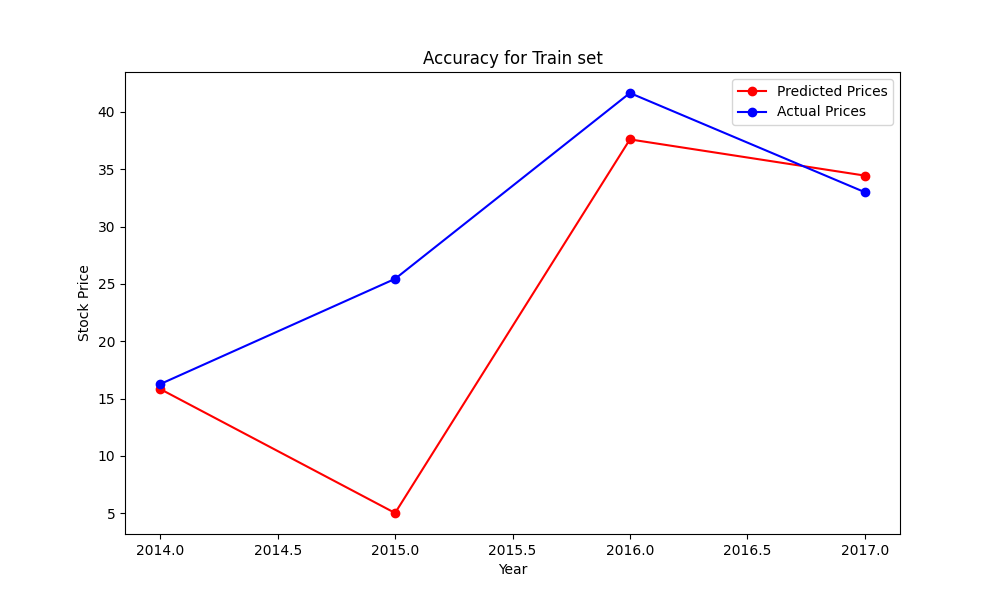 Accuracy for Train set
Predicted Prices
Actual Prices
Stock Price
40
35
30
25
20
15
10
5
2014.0 2014.5 2015.0 2015.5 2016.0 2016.5 2017.0
Year